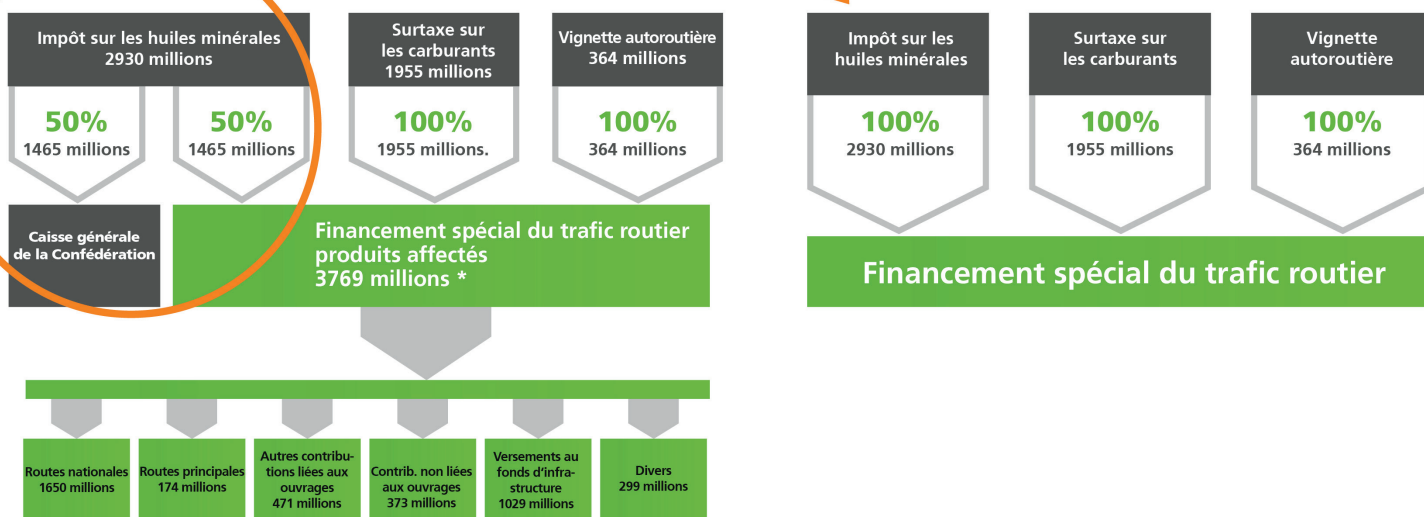 Impôt sur les huiles minérales
2930 millions
Surtaxe sur
les carburants
1955 millions
Vignette autoroutière
364 millions
50%
1465 millions
50%
1465 millions
100%
1955 millions.
100%
364 millions
Caisse générale
de la Confédération
Financement spécial du trafic routier
produits affectés
3769 millions *
Routes nationales
1650 millions
Routes principales
174 millions
Autres contribu-
tions liées aux
ouvrages
471 millions
Contrib. non liées
aux ouvrages
373 millions
Versements au
fonds d'infra-
structure
1029 millions
Divers
299 millions
Impôt sur les
huiles minérales
Surtaxe sur
les carburants
Vignette
autoroutière
100%
2930 millions
100%
1955 millions
100%
364 millions
Financement spécial du trafic routier